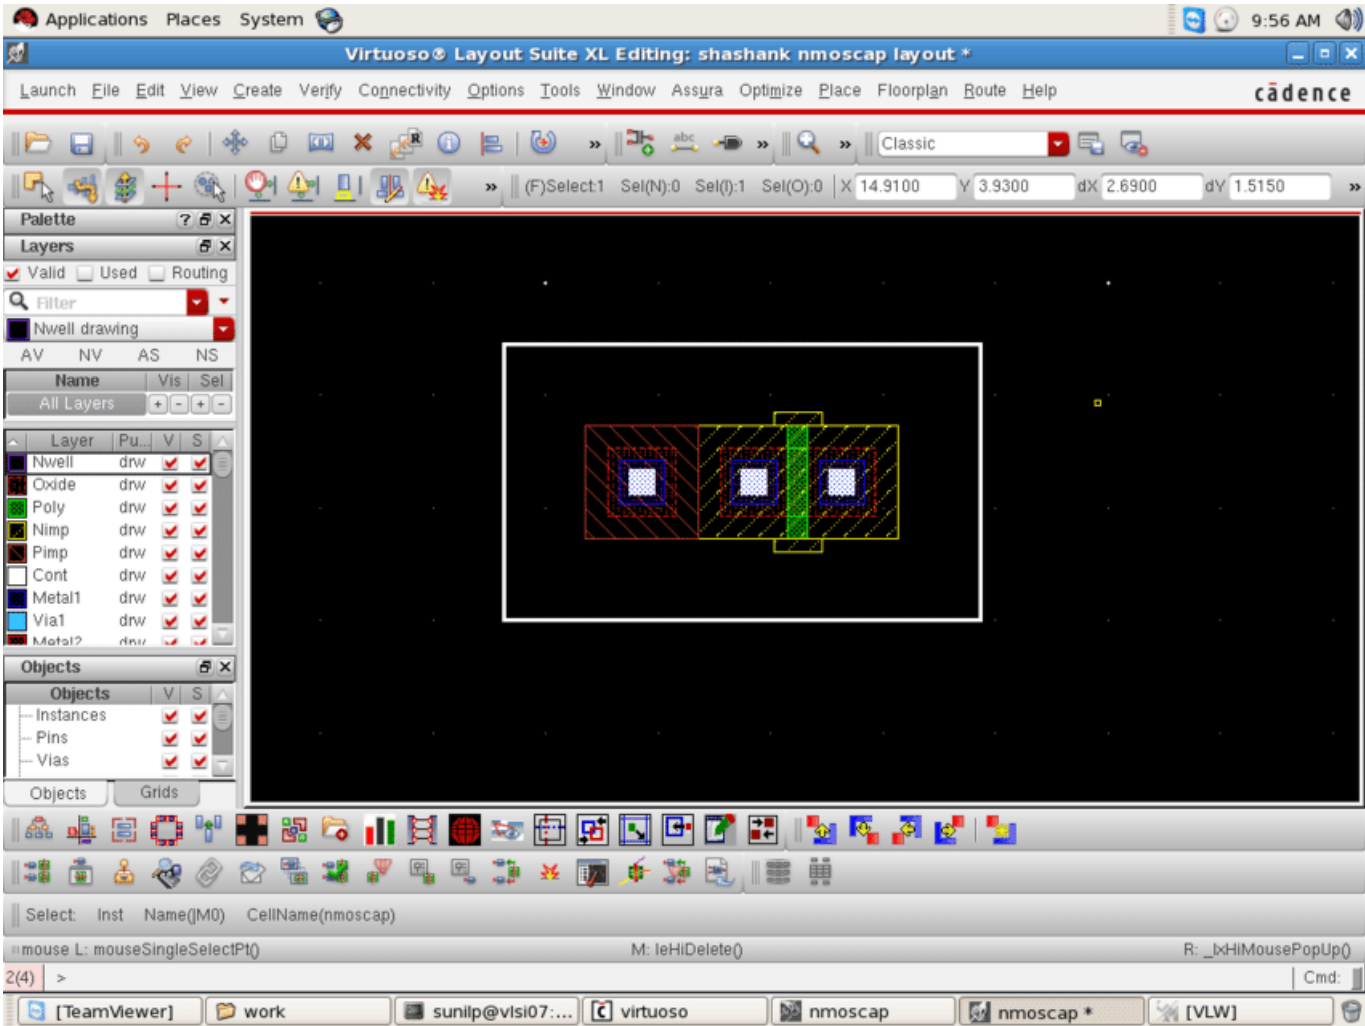 Applications Places System 9:56 AM
Virtuoso® Layout Suite XL Editing: shashank nmoscap layout *
Launch File Edit View Create Verify Connectivity Options Tools Window Assura Optimize Place Floorplan Route Help cādence
R abc » » » Classic
» (F)Select:1 Sel(N):0 Sel(I):1 Sel(O):0 X 14.9100 Y 3.9300 dX 2.6900 dY 1.5150 »
Palette ?
Layers
Valid Used Routing
Filter
Nwell drawing
AV NV AS NS
Name Vis Sel
All Layers + - + -
Layer Pu... V S
Nwell drw
Oxide drw
Poly drw
Nimp drw
Pimp drw
Cont drw
Metal1 drw
Via1 drw
Metal2 drw
Objects
Objects V S
Instances
Pins
Vias
Objects Grids
Select: Inst Name(|M0) CellName(nmoscap)
mouse L: mouseSingleSelectPt() M: leHiDelete() R: _lxHiMousePopUp()
2(4) > Cmd:
[TeamViewer] work sunilp@vlsi07:... virtuoso nmoscap nmoscap * [VLW]